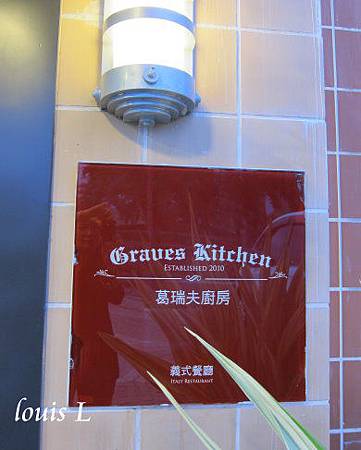 Graves Kitchen
ESTABLISHED 2010
葛瑞夫廚房
義式餐廳
ITALY RESTAURANT
louis L